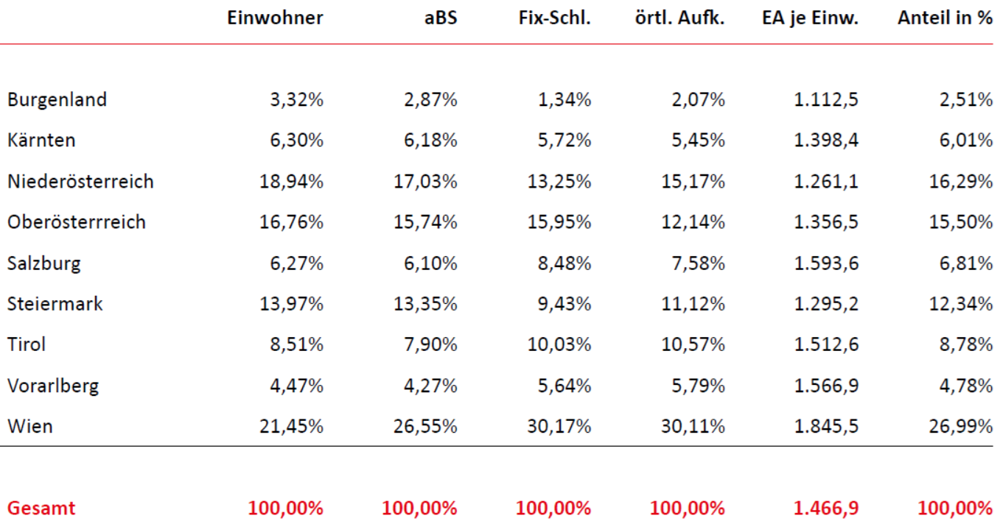 Einwohner aBS Fix-Schl. örtl. Aufk. EA je Einw. Anteil in %
Burgenland 3,32% 2,87% 1,34% 2,07% 1.112,5 2,51%
Kärnten 6,30% 6,18% 5,72% 5,45% 1.398,4 6,01%
Niederösterreich 18,94% 17,03% 13,25% 15,17% 1.261,1 16,29%
Oberösterrreich 16,76% 15,74% 15,95% 12,14% 1.356,5 15,50%
Salzburg 6,27% 6,10% 8,48% 7,58% 1.593,6 6,81%
Steiermark 13,97% 13,35% 9,43% 11,12% 1.295,2 12,34%
Tirol 8,51% 7,90% 10,03% 10,57% 1.512,6 8,78%
Vorarlberg 4,47% 4,27% 5,64% 5,79% 1.566,9 4,78%
Wien 21,45% 26,55% 30,17% 30,11% 1.845,5 26,99%
Gesamt 100,00% 100,00% 100,00% 100,00% 1.466,9 100,00%